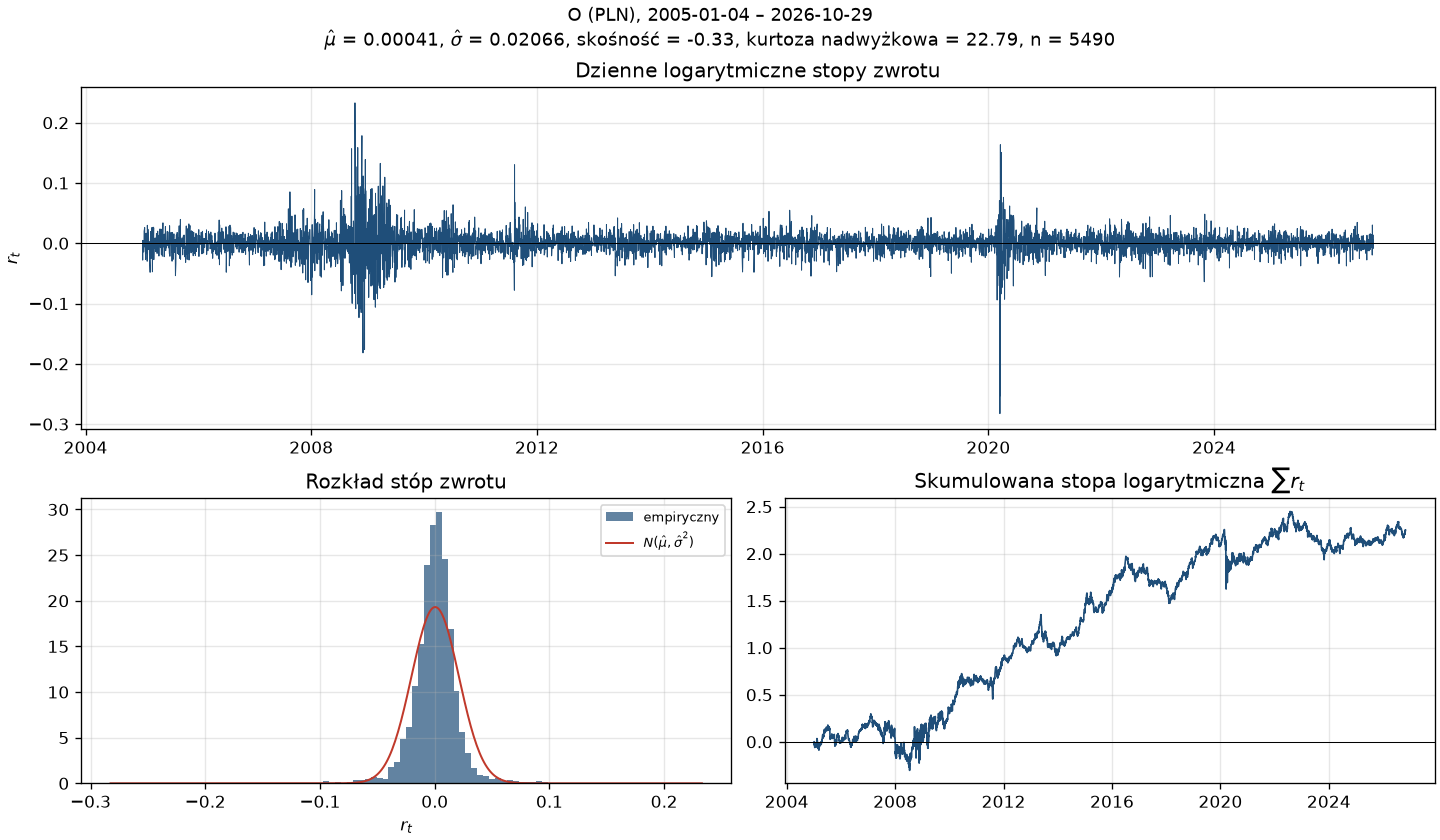 O (PLN), 2005-01-04 – 2026-10-29
μ̂ = 0.00041, σ̂ = 0.02066, skośność = -0.33, kurtoza nadwyżkowa = 22.79, n = 5490
Dzienne logarytmiczne stopy zwrotu
0.2
0.1
0.0
−0.1
−0.2
−0.3
r_t
2004 2008 2012 2016 2020 2024
Rozkład stóp zwrotu
30
25
20
15
10
5
0
empiryczny
N(μ̂, σ̂²)
−0.3 −0.2 −0.1 0.0 0.1 0.2
r_t
Skumulowana stopa logarytmiczna ∑r_t
2.5
2.0
1.5
1.0
0.5
0.0
2004 2008 2012 2016 2020 2024